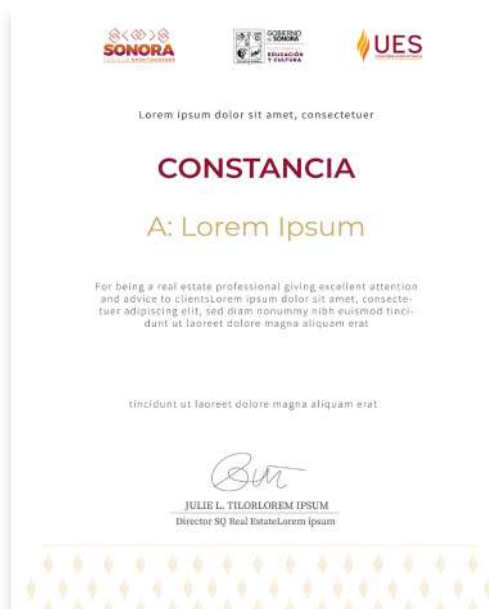 SONORA
GOBIERNO
DE SONORA
EDUCACIÓN
Y CULTURA
UES
Lorem ipsum dolor sit amet, consectetuer
CONSTANCIA
A: Lorem Ipsum
For being a real estate professional giving excellent attention
and advice to clientsLorem ipsum dolor sit amet, consecte-
tuer adipiscing elit, sed diam nonummy nibh euismod tinci-
dunt ut laoreet dolore magna aliquam erat
tincidunt ut laoreet dolore magna aliquam erat
JULIE L. TILORLOREM IPSUM
Director SQ Real EstateLorem ipsum